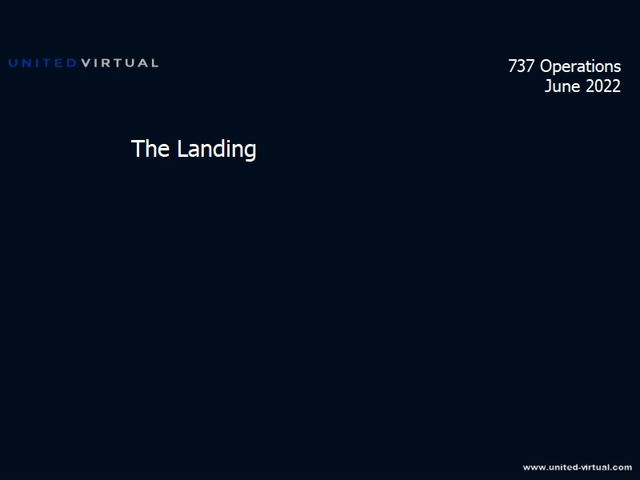 UNITEDVIRTUAL
737 Operations
June 2022
The Landing
www.united-virtual.com